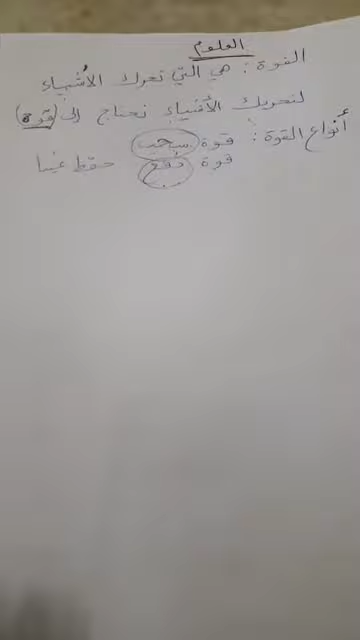 العلوم
القوة : هي التي تحرك الأشياء
لتحريك الأشياء نحتاج إلى (قوة)
أنواع القوة : قوة سحب
قوة دفع حفظ غيبا